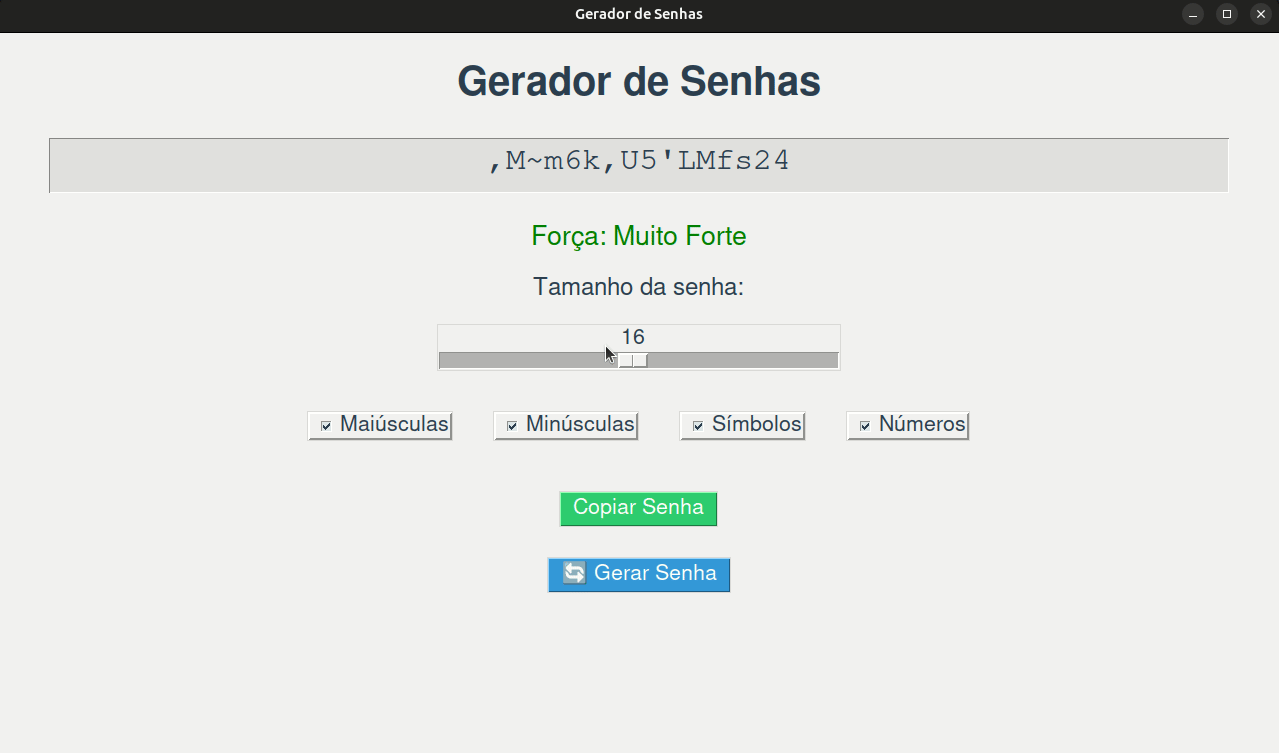 Gerador de Senhas
Gerador de Senhas
,M~m6k,U5'LMfs24
Força: Muito Forte
Tamanho da senha:
16
Maiúsculas Minúsculas Símbolos Números
Copiar Senha
🔄 Gerar Senha